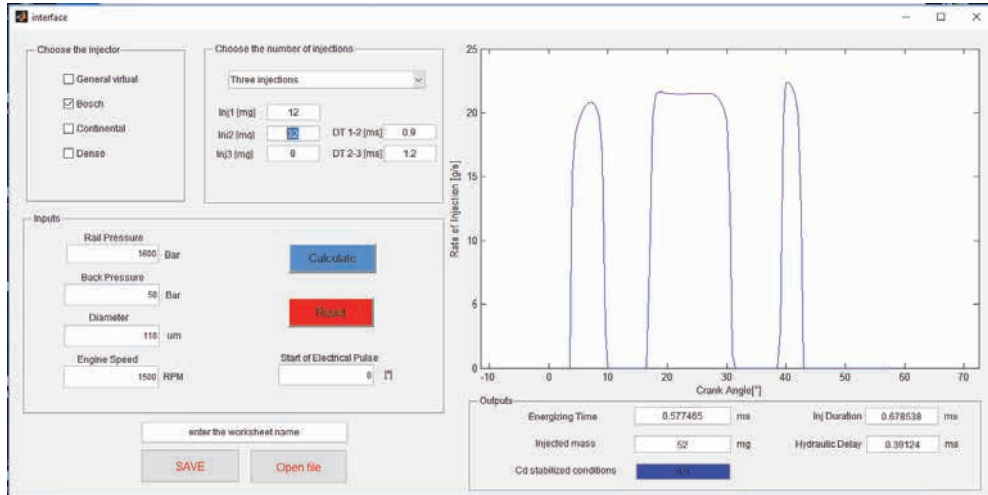 interface
Choose the injector
General virtual
Bosch
Continental
Denso
Choose the number of injections
Three injections
Inj1 [mg] 12
Inj2 [mg] 32 DT 1-2 [ms] 0.9
Inj3 [mg] 8 DT 2-3 [ms] 1.2
Inputs
Rail Pressure
1600 Bar
Back Pressure
50 Bar
Diameter
110 um
Engine Speed
1500 RPM
Calculate
Reset
Start of Electrical Pulse
0 [°]
enter the worksheet name
SAVE
Open file
Rate of Injection [g/s]
25
20
15
10
5
0
-10 0 10 20 30 40 50 60 70
Crank Angle[°]
Outputs
Energizing Time 0.577465 ms Inj Duration 0.678538 ms
Injected mass 52 mg Hydraulic Delay 0.39124 ms
Cd stabilized conditions